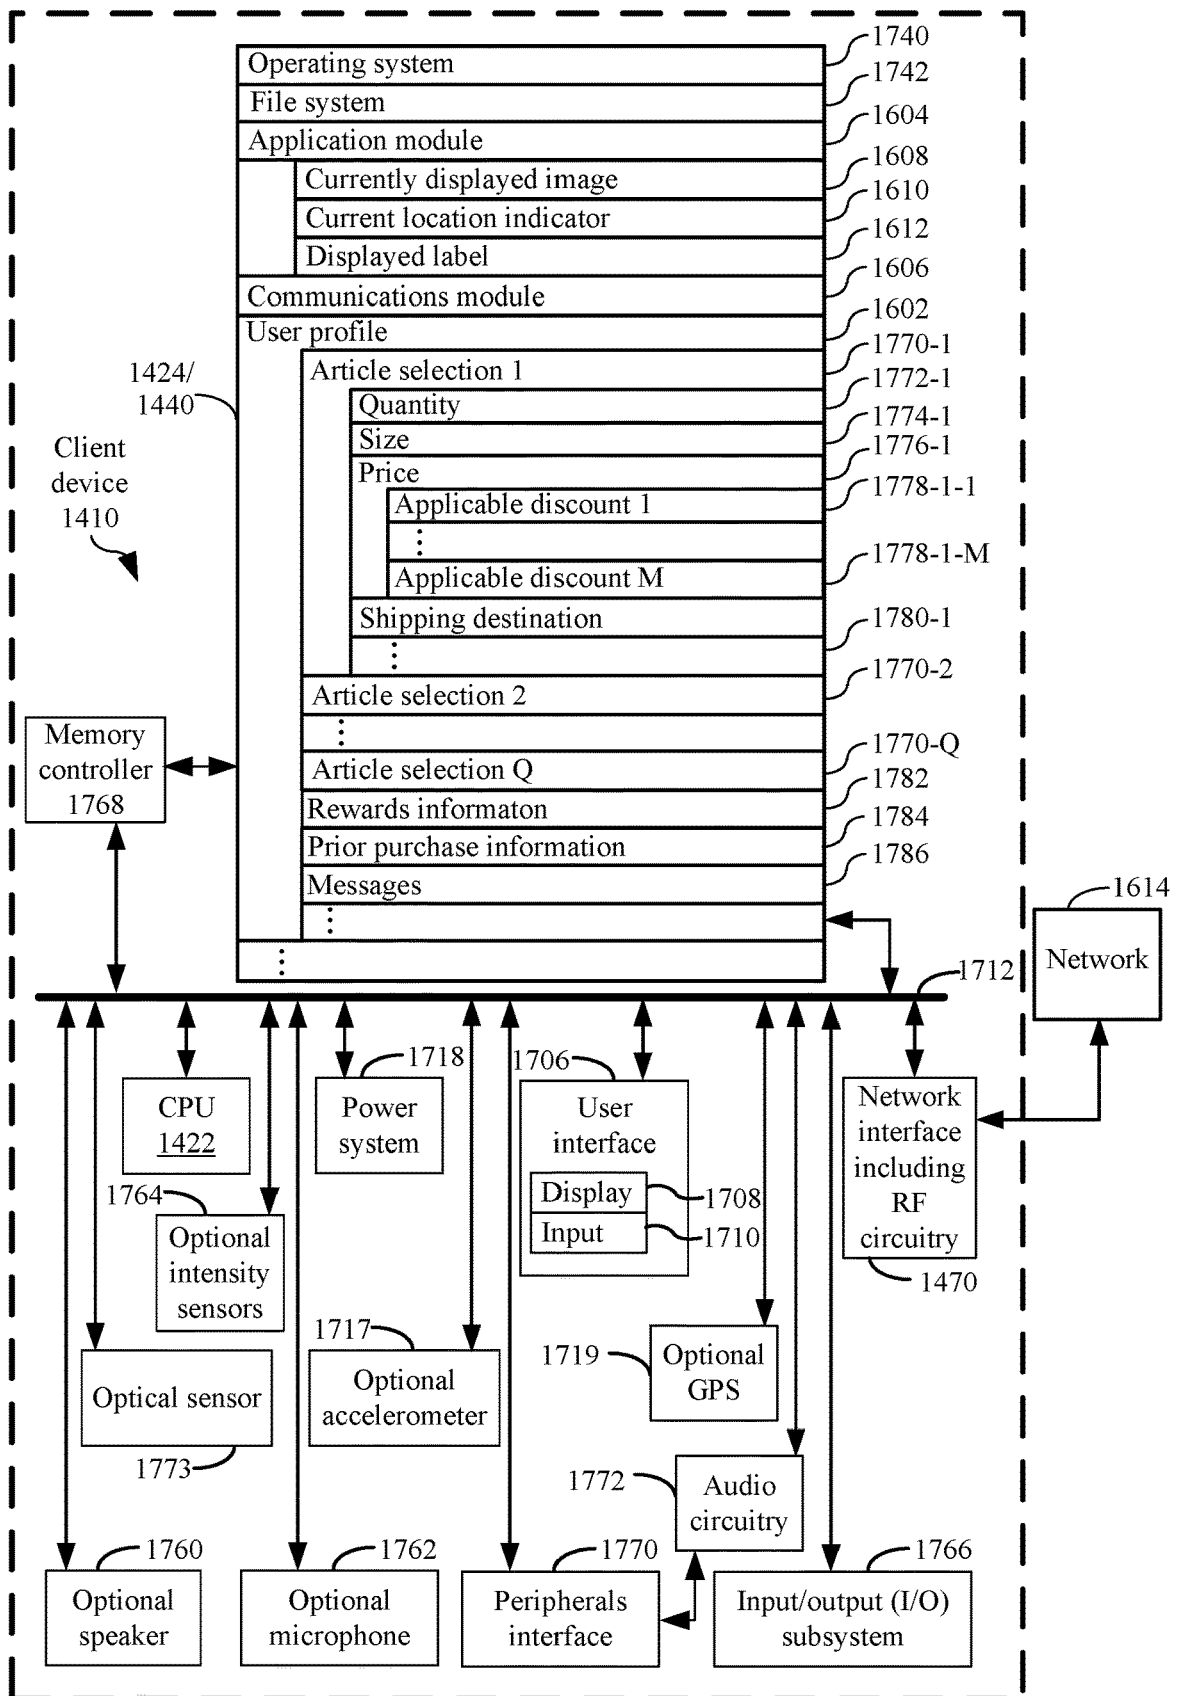 Operating system
1740
File system
1742
Application module
1604
Currently displayed image
1608
Current location indicator
1610
Displayed label
1612
Communications module
1606
User profile
1602
Article selection 1
1770-1
Quantity
1772-1
Size
1774-1
Price
1776-1
Applicable discount 1
1778-1-1
Applicable discount M
1778-1-M
Shipping destination
1780-1
Article selection 2
1770-2
Article selection Q
1770-Q
Rewards informaton
1782
Prior purchase information
1784
Messages
1786
1424/
1440
Client
device
1410
Memory
controller
1768
1614
Network
1712
CPU
1422
1718
Power
system
1706
User
interface
Display
1708
Input
1710
Network
interface
including
RF
circuitry
1470
1764
Optional
intensity
sensors
Optical sensor
1773
1717
Optional
accelerometer
1719
Optional
GPS
1772
Audio
circuitry
1760
Optional
speaker
1762
Optional
microphone
1770
Peripherals
interface
1766
Input/output (I/O)
subsystem